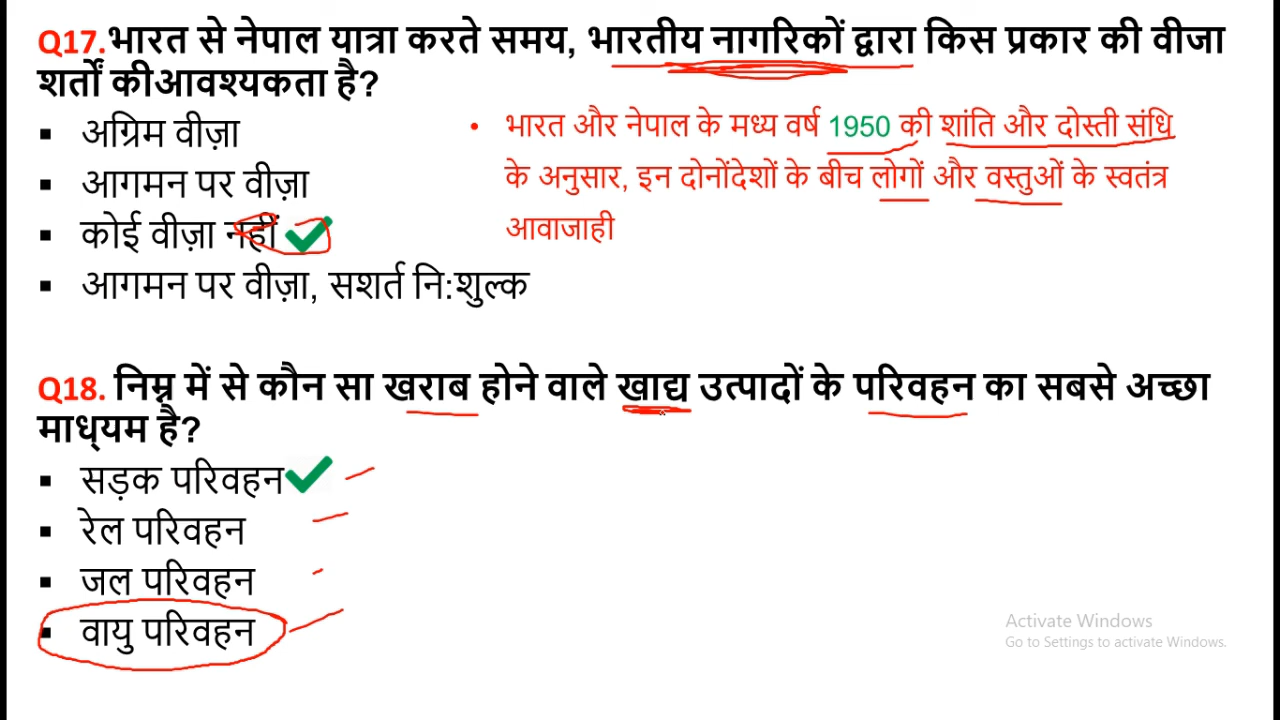 Q17.भारत से नेपाल यात्रा करते समय, भारतीय नागरिकों द्वारा किस प्रकार की वीजा
शर्तों कीआवश्यकता है?
▪ अग्रिम वीज़ा
▪ आगमन पर वीज़ा
▪ कोई वीज़ा नहीं
▪ आगमन पर वीज़ा, सशर्त नि:शुल्क
• भारत और नेपाल के मध्य वर्ष 1950 की शांति और दोस्ती संधि
के अनुसार, इन दोनोंदेशों के बीच लोगों और वस्तुओं के स्वतंत्र
आवाजाही
Q18. निम्न में से कौन सा खराब होने वाले खाद्य उत्पादों के परिवहन का सबसे अच्छा
माध्यम है?
▪ सड़क परिवहन
▪ रेल परिवहन
▪ जल परिवहन
▪ वायु परिवहन
Activate Windows
Go to Settings to activate Windows.